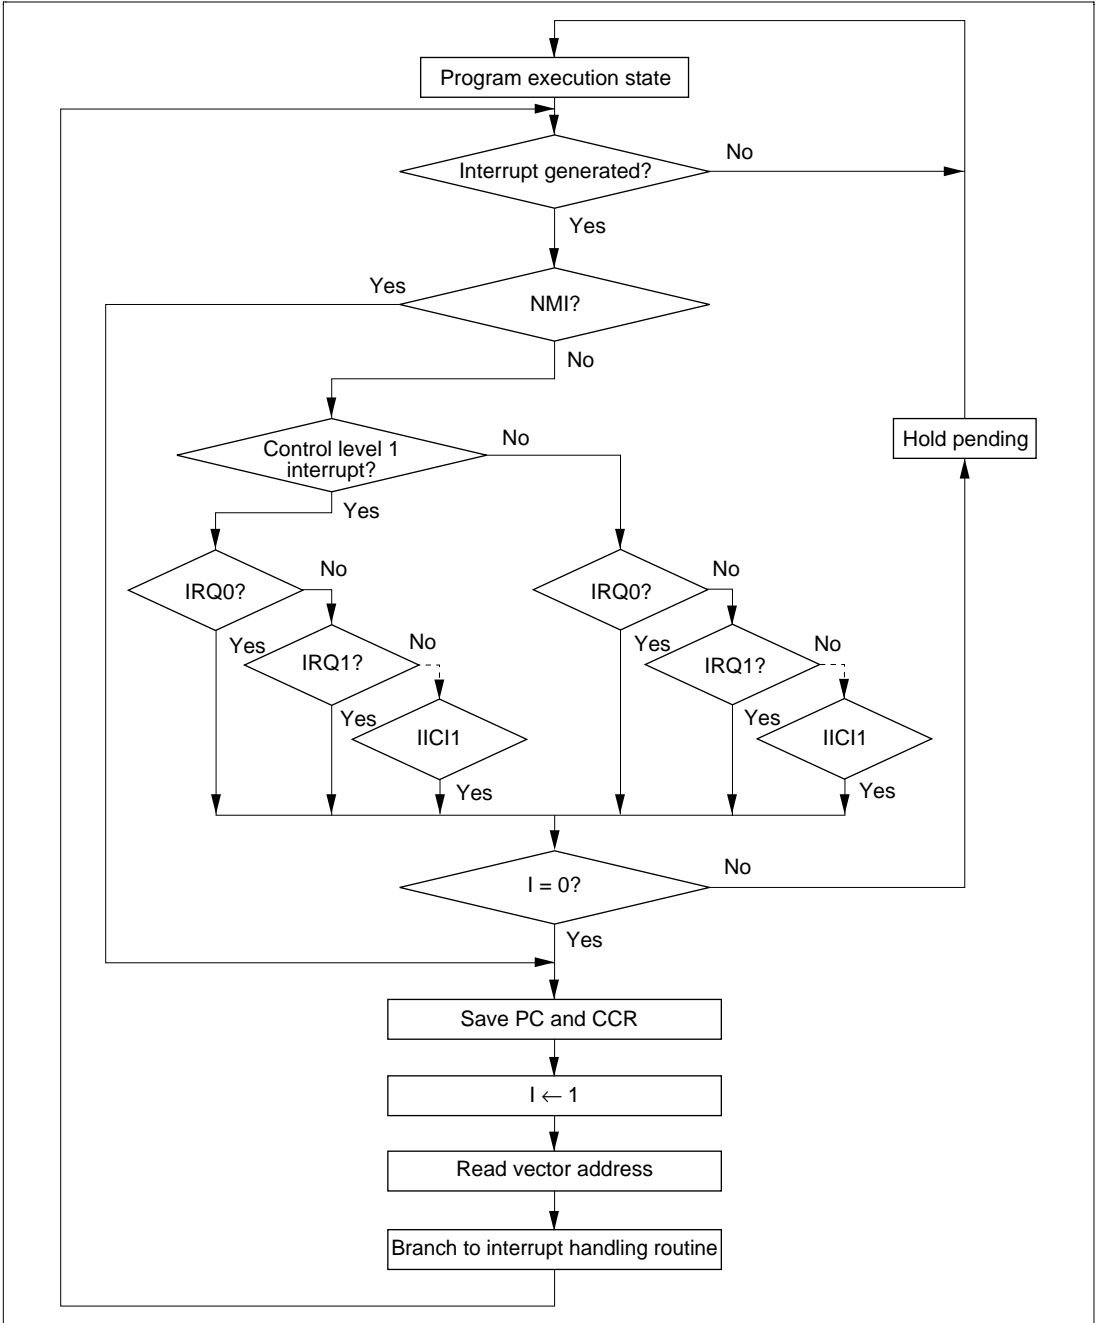 Program execution state
Interrupt generated?
No
Yes
Yes
NMI?
No
Control level 1
interrupt?
No
Hold pending
Yes
IRQ0?
No
IRQ0?
No
Yes
IRQ1?
No
Yes
IRQ1?
No
Yes
IICI1
Yes
IICI1
Yes
Yes
I = 0?
No
Yes
Save PC and CCR
I ← 1
Read vector address
Branch to interrupt handling routine